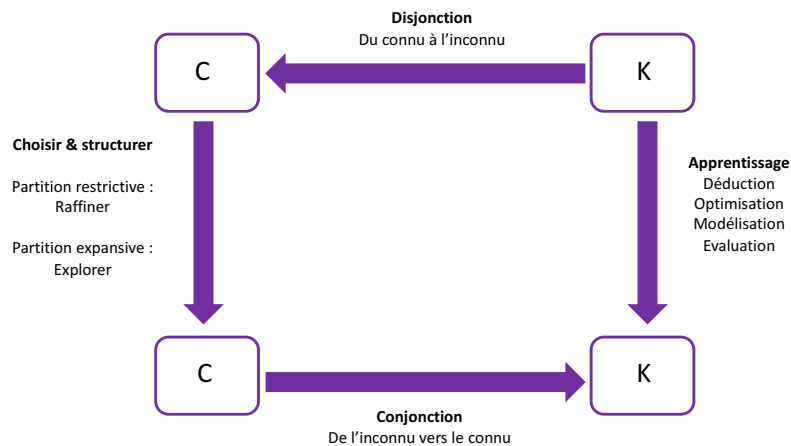 Disjonction
Du connu à l’inconnu
C
K
Choisir & structurer
Partition restrictive :
Raffiner
Partition expansive :
Explorer
Apprentissage
Déduction
Optimisation
Modélisation
Evaluation
C
K
Conjonction
De l’inconnu vers le connu